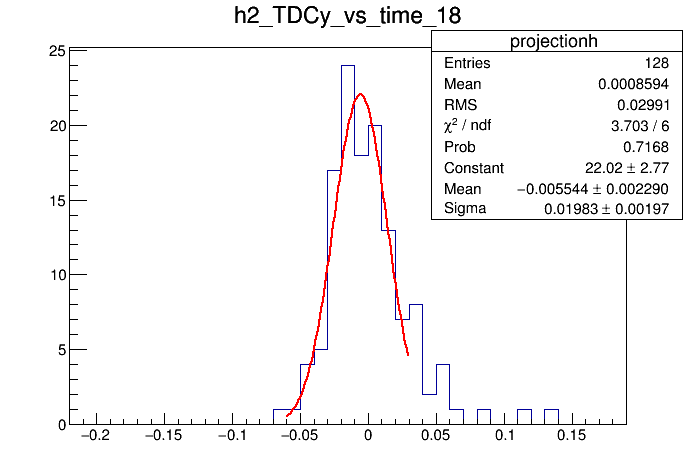 h2_TDCy_vs_time_18
projectionh
Entries 128
Mean 0.0008594
RMS 0.02991
χ² / ndf 3.703 / 6
Prob 0.7168
Constant 22.02 ± 2.77
Mean −0.005544 ± 0.002290
Sigma 0.01983 ± 0.00197
25
20
15
10
5
0
−0.2 −0.15 −0.1 −0.05 0 0.05 0.1 0.15